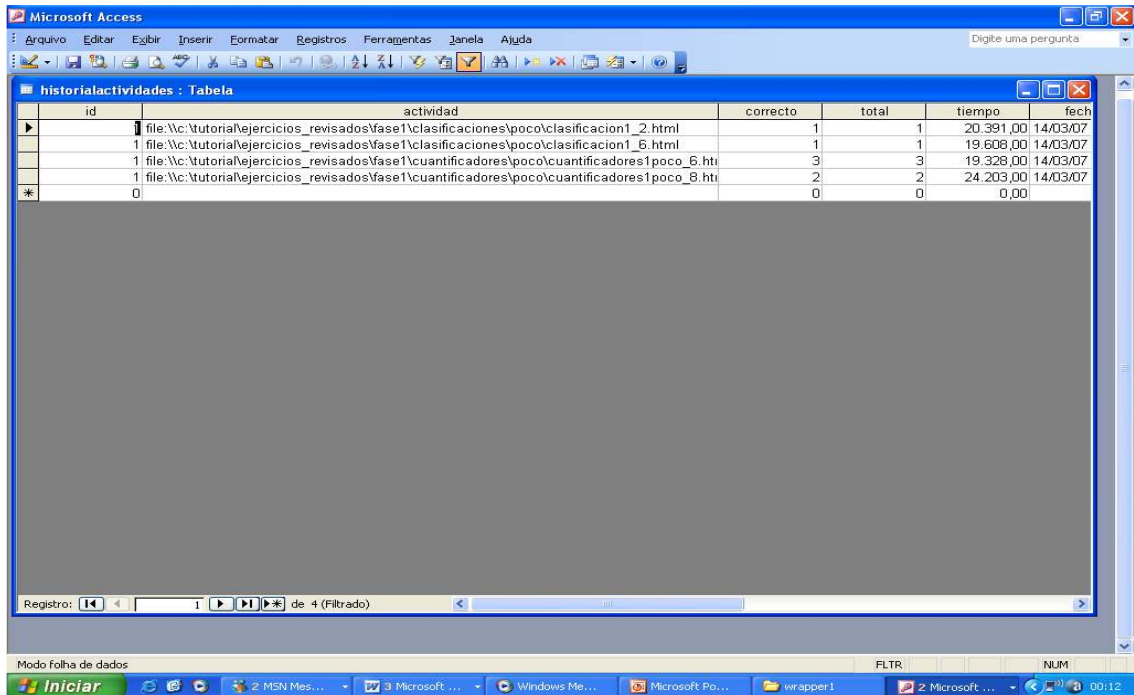 Microsoft Access
Arquivo Editar Exibir Inserir Formatar Registros Ferramentas Janela Ajuda Digite uma pergunta
historialactividades : Tabela
id actividad correcto total tiempo fech
1 file:\\c:\tutorial\ejercicios_revisados\fase1\clasificaciones\poco\clasificacion1_2.html 1 1 20.391,00 14/03/07
1 file:\\c:\tutorial\ejercicios_revisados\fase1\clasificaciones\poco\clasificacion1_6.html 1 1 19.608,00 14/03/07
1 file:\\c:\tutorial\ejercicios_revisados\fase1\cuantificadores\poco\cuantificadores1poco_6.htm 3 3 19.328,00 14/03/07
1 file:\\c:\tutorial\ejercicios_revisados\fase1\cuantificadores\poco\cuantificadores1poco_8.htm 2 2 24.203,00 14/03/07
0 0 0 0,00
Registro: 1 de 4 (Filtrado)
Modo folha de dados FLTR NUM
Iniciar 2 MSN Mes... 3 Microsoft ... Windows Me... Microsoft Po... wrapper1 2 Microsoft ... 00:12